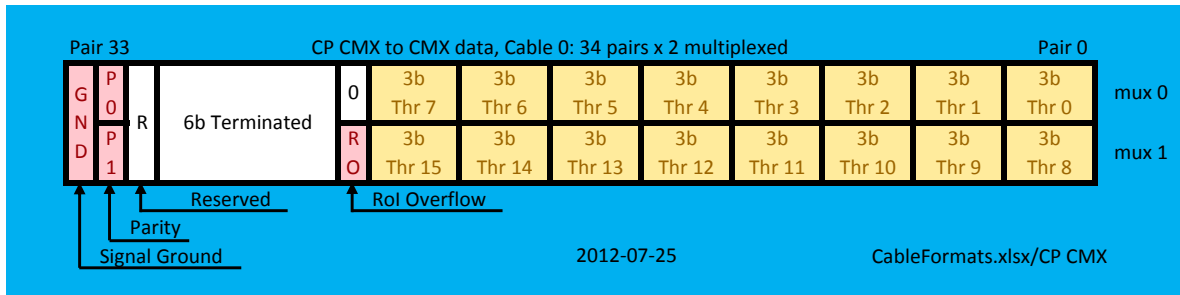 Pair 33 CP CMX to CMX data, Cable 0: 34 pairs x 2 multiplexed Pair 0
GND P0 R 6b Terminated 0 3b Thr 7 3b Thr 6 3b Thr 5 3b Thr 4 3b Thr 3 3b Thr 2 3b Thr 1 3b Thr 0 mux 0
P1 RO 3b Thr 15 3b Thr 14 3b Thr 13 3b Thr 12 3b Thr 11 3b Thr 10 3b Thr 9 3b Thr 8 mux 1
Reserved RoI Overflow
Parity
Signal Ground 2012-07-25 CableFormats.xlsx/CP CMX